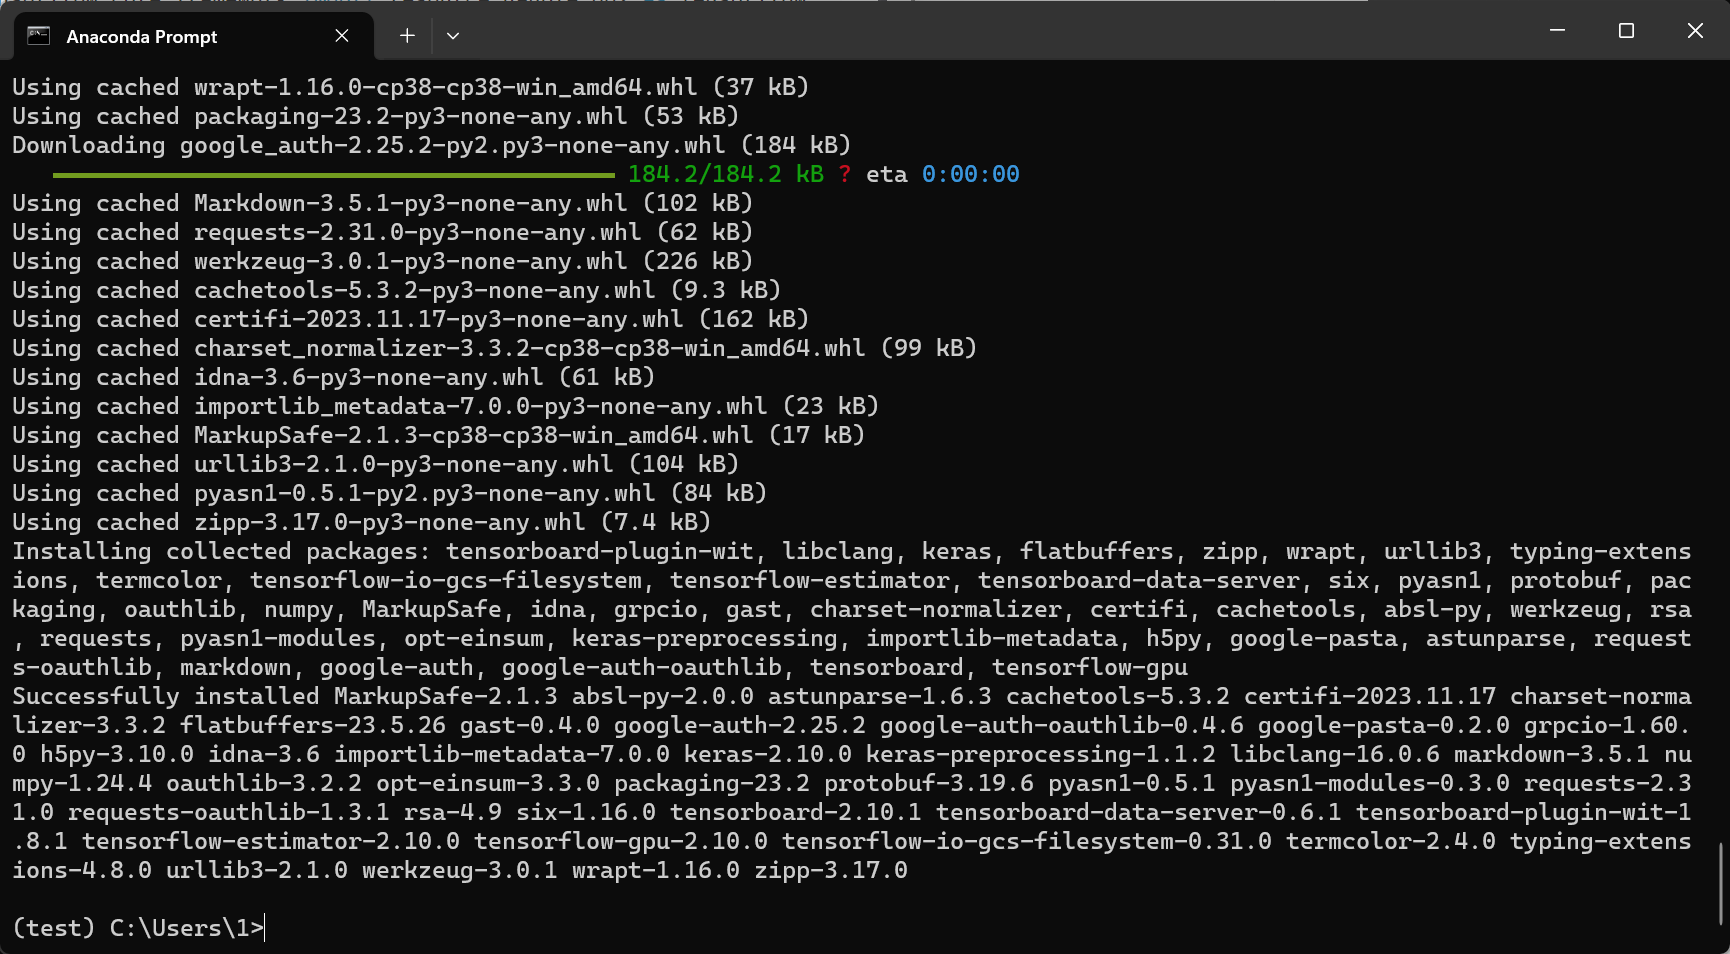 Anaconda Prompt
Using cached wrapt-1.16.0-cp38-cp38-win_amd64.whl (37 kB)
Using cached packaging-23.2-py3-none-any.whl (53 kB)
Downloading google_auth-2.25.2-py2.py3-none-any.whl (184 kB)
184.2/184.2 kB ? eta 0:00:00
Using cached Markdown-3.5.1-py3-none-any.whl (102 kB)
Using cached requests-2.31.0-py3-none-any.whl (62 kB)
Using cached werkzeug-3.0.1-py3-none-any.whl (226 kB)
Using cached cachetools-5.3.2-py3-none-any.whl (9.3 kB)
Using cached certifi-2023.11.17-py3-none-any.whl (162 kB)
Using cached charset_normalizer-3.3.2-cp38-cp38-win_amd64.whl (99 kB)
Using cached idna-3.6-py3-none-any.whl (61 kB)
Using cached importlib_metadata-7.0.0-py3-none-any.whl (23 kB)
Using cached MarkupSafe-2.1.3-cp38-cp38-win_amd64.whl (17 kB)
Using cached urllib3-2.1.0-py3-none-any.whl (104 kB)
Using cached pyasn1-0.5.1-py2.py3-none-any.whl (84 kB)
Using cached zipp-3.17.0-py3-none-any.whl (7.4 kB)
Installing collected packages: tensorboard-plugin-wit, libclang, keras, flatbuffers, zipp, wrapt, urllib3, typing-extens
ions, termcolor, tensorflow-io-gcs-filesystem, tensorflow-estimator, tensorboard-data-server, six, pyasn1, protobuf, pac
kaging, oauthlib, numpy, MarkupSafe, idna, grpcio, gast, charset-normalizer, certifi, cachetools, absl-py, werkzeug, rsa
, requests, pyasn1-modules, opt-einsum, keras-preprocessing, importlib-metadata, h5py, google-pasta, astunparse, request
s-oauthlib, markdown, google-auth, google-auth-oauthlib, tensorboard, tensorflow-gpu
Successfully installed MarkupSafe-2.1.3 absl-py-2.0.0 astunparse-1.6.3 cachetools-5.3.2 certifi-2023.11.17 charset-norma
lizer-3.3.2 flatbuffers-23.5.26 gast-0.4.0 google-auth-2.25.2 google-auth-oauthlib-0.4.6 google-pasta-0.2.0 grpcio-1.60.
0 h5py-3.10.0 idna-3.6 importlib-metadata-7.0.0 keras-2.10.0 keras-preprocessing-1.1.2 libclang-16.0.6 markdown-3.5.1 nu
mpy-1.24.4 oauthlib-3.2.2 opt-einsum-3.3.0 packaging-23.2 protobuf-3.19.6 pyasn1-0.5.1 pyasn1-modules-0.3.0 requests-2.3
1.0 requests-oauthlib-1.3.1 rsa-4.9 six-1.16.0 tensorboard-2.10.1 tensorboard-data-server-0.6.1 tensorboard-plugin-wit-1
.8.1 tensorflow-estimator-2.10.0 tensorflow-gpu-2.10.0 tensorflow-io-gcs-filesystem-0.31.0 termcolor-2.4.0 typing-extens
ions-4.8.0 urllib3-2.1.0 werkzeug-3.0.1 wrapt-1.16.0 zipp-3.17.0
(test) C:\Users\1>